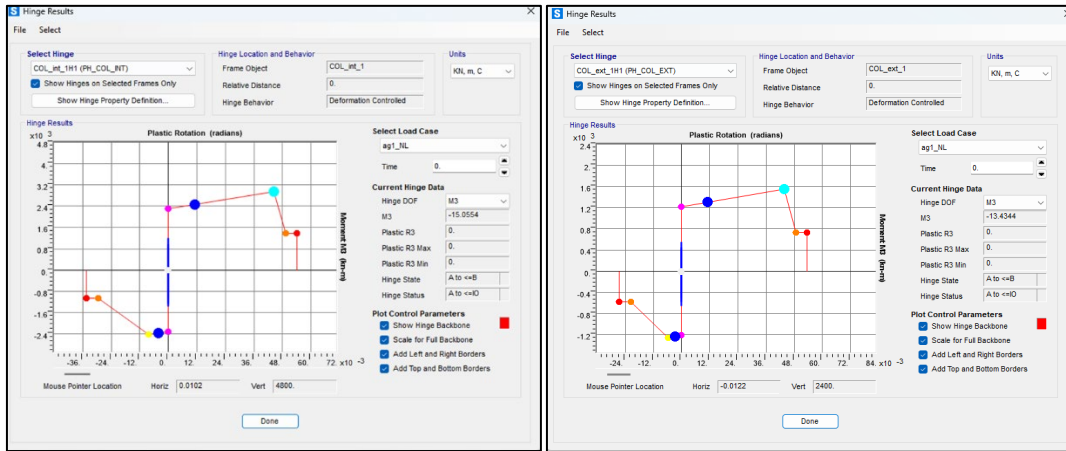 Hinge Results
File Select
Select Hinge
COL_int_1H1 (PH_COL_INT)
Show Hinges on Selected Frames Only
Show Hinge Property Definition...
Hinge Location and Behavior
Frame Object COL_int_1
Relative Distance 0.
Hinge Behavior Deformation Controlled
Units
KN, m, C
Hinge Results
x10 3
Plastic Rotation (radians)
4.8
4.
3.2
2.4
1.6
0.8
0.
-0.8
-1.6
-2.4
Moment M3 (kn-m)
-36. -24. -12. 0. 12. 24. 36. 48. 60. 72. x10 -3
Mouse Pointer Location Horiz 0.0102 Vert 4800.
Select Load Case
ag1_NL
Time 0.
Current Hinge Data
Hinge DOF M3
M3 -15.0554
Plastic R3 0.
Plastic R3 Max 0.
Plastic R3 Min 0.
Hinge State A to <=B
Hinge Status A to <=IO
Plot Control Parameters
Show Hinge Backbone
Scale for Full Backbone
Add Left and Right Borders
Add Top and Bottom Borders
Done
Hinge Results
File Select
Select Hinge
COL_ext_1H1 (PH_COL_EXT)
Show Hinges on Selected Frames Only
Show Hinge Property Definition...
Hinge Location and Behavior
Frame Object COL_ext_1
Relative Distance 0.
Hinge Behavior Deformation Controlled
Units
KN, m, C
Hinge Results
x10 3
Plastic Rotation (radians)
2.4
2.
1.6
1.2
0.8
0.4
0.
-0.4
-0.8
-1.2
Moment M3 (kn-m)
-24. -12. 0. 12. 24. 36. 48. 60. 72. 84. x10 -3
Mouse Pointer Location Horiz -0.0122 Vert 2400.
Select Load Case
ag1_NL
Time 0.
Current Hinge Data
Hinge DOF M3
M3 -13.4344
Plastic R3 0.
Plastic R3 Max 0.
Plastic R3 Min 0.
Hinge State A to <=B
Hinge Status A to <=IO
Plot Control Parameters
Show Hinge Backbone
Scale for Full Backbone
Add Left and Right Borders
Add Top and Bottom Borders
Done